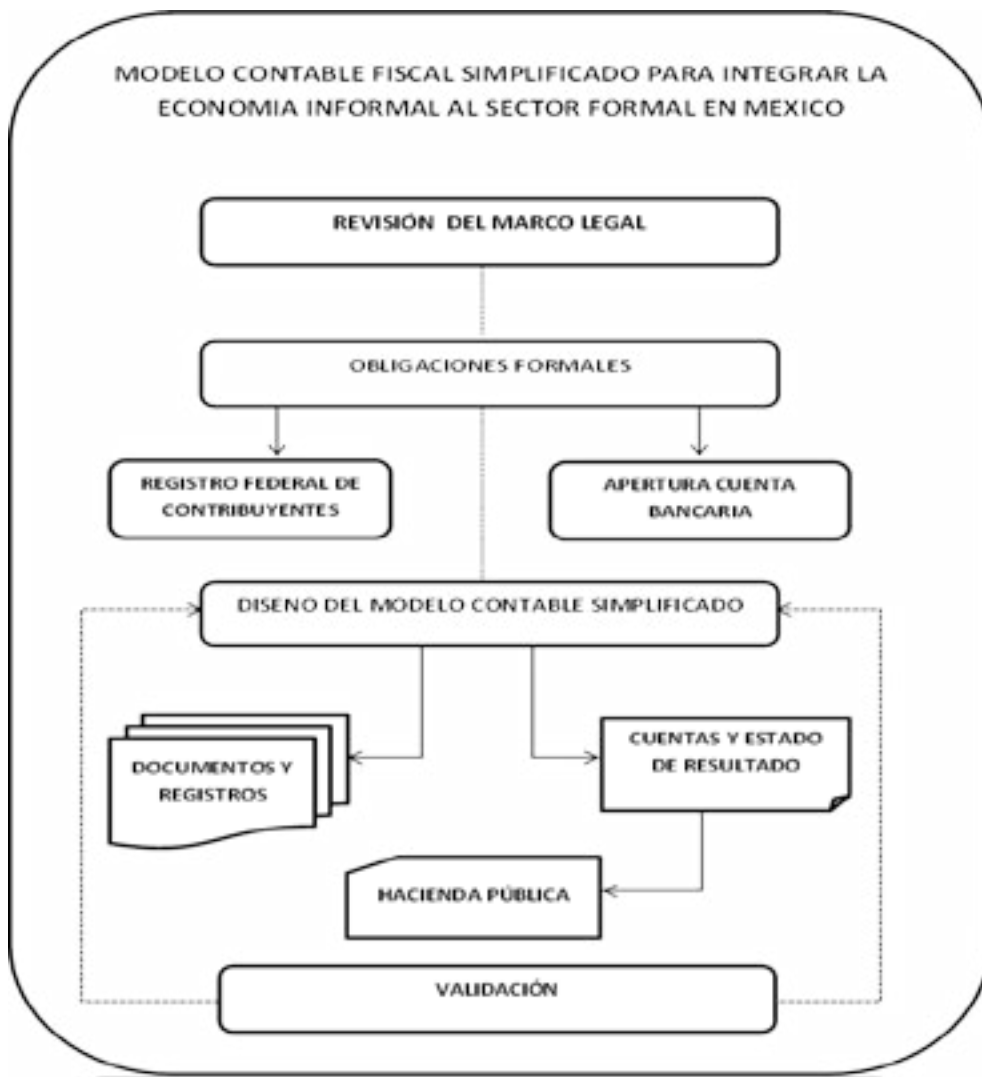 MODELO CONTABLE FISCAL SIMPLIFICADO PARA INTEGRAR LA
ECONOMIA INFORMAL AL SECTOR FORMAL EN MEXICO
REVISIÓN DEL MARCO LEGAL
OBLIGACIONES FORMALES
REGISTRO FEDERAL DE
CONTRIBUYENTES
APERTURA CUENTA
BANCARIA
DISENO DEL MODELO CONTABLE SIMPLIFICADO
DOCUMENTOS Y
REGISTROS
CUENTAS Y ESTADO
DE RESULTADO
HACIENDA PÚBLICA
VALIDACIÓN